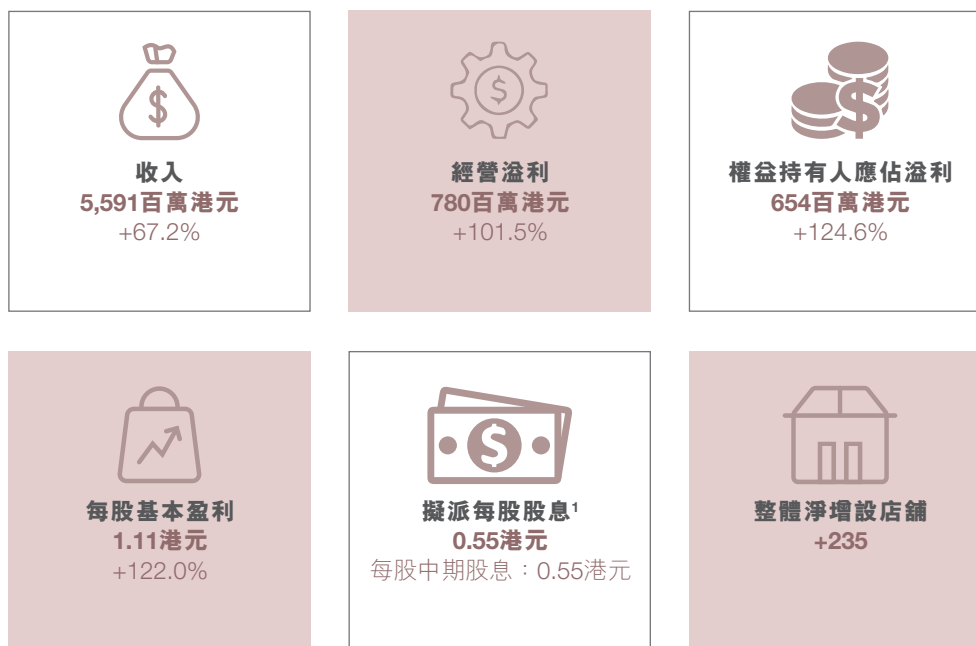 收入
5,591百萬港元
+67.2%
經營溢利
780百萬港元
+101.5%
權益持有人應佔溢利
654百萬港元
+124.6%
每股基本盈利
1.11港元
+122.0%
擬派每股股息¹
0.55港元
每股中期股息：0.55港元
整體淨增設店舖
+235